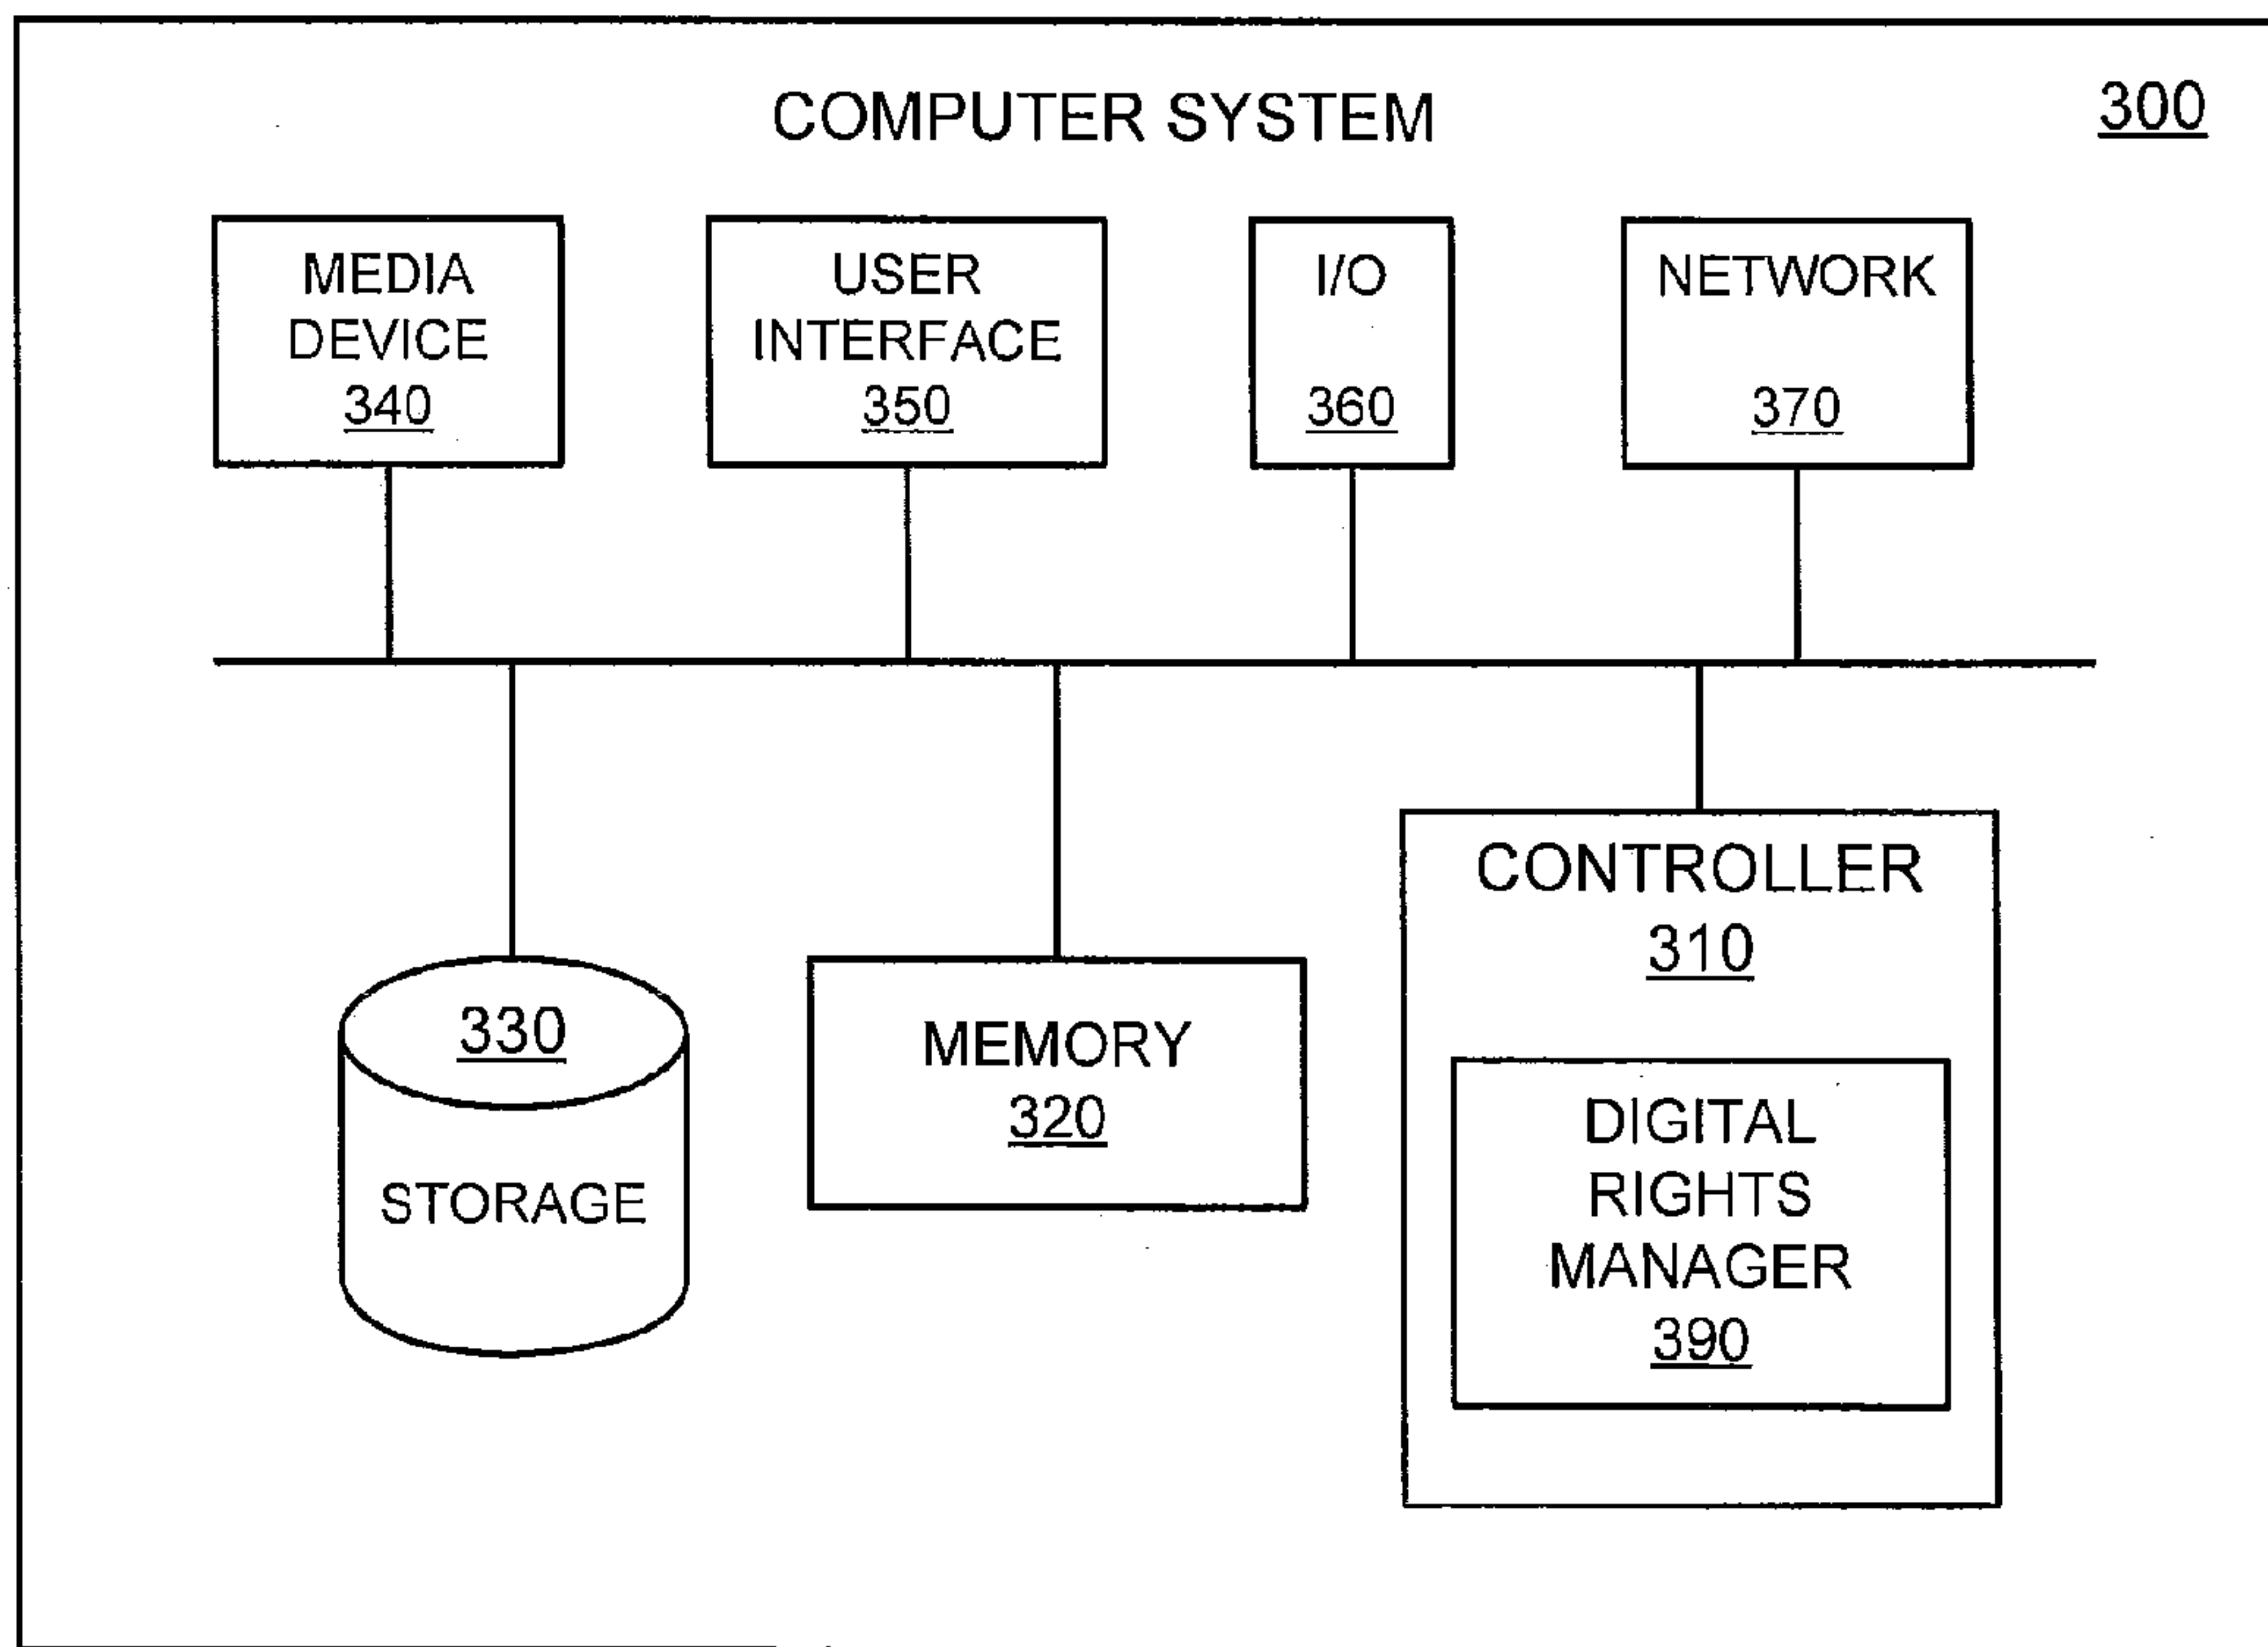 COMPUTER SYSTEM
300
MEDIA
DEVICE
340
USER
INTERFACE
350
I/O
360
NETWORK
370
330
STORAGE
MEMORY
320
CONTROLLER
310
DIGITAL
RIGHTS
MANAGER
390